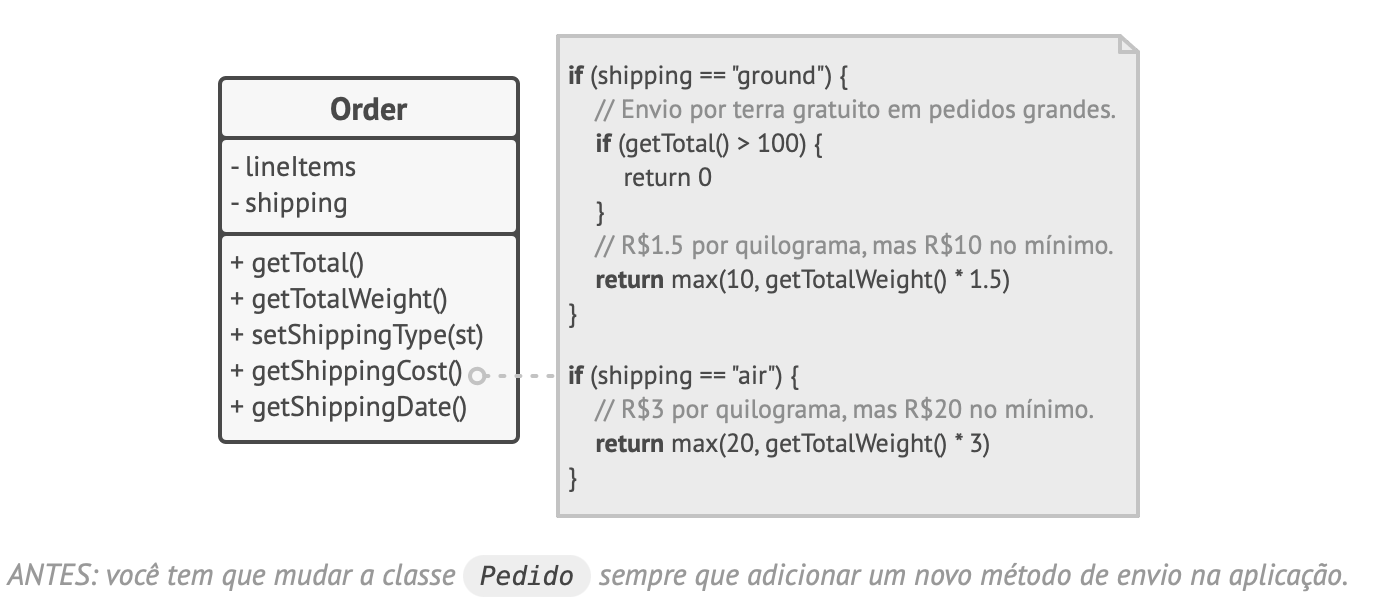 Order
- lineItems
- shipping
+ getTotal()
+ getTotalWeight()
+ setShippingType(st)
+ getShippingCost()
+ getShippingDate()
if (shipping == "ground") {
// Envio por terra gratuito em pedidos grandes.
if (getTotal() > 100) {
return 0
}
// R$1.5 por quilograma, mas R$10 no mínimo.
return max(10, getTotalWeight() * 1.5)
}
if (shipping == "air") {
// R$3 por quilograma, mas R$20 no mínimo.
return max(20, getTotalWeight() * 3)
}
ANTES: você tem que mudar a classe Pedido sempre que adicionar um novo método de envio na aplicação.